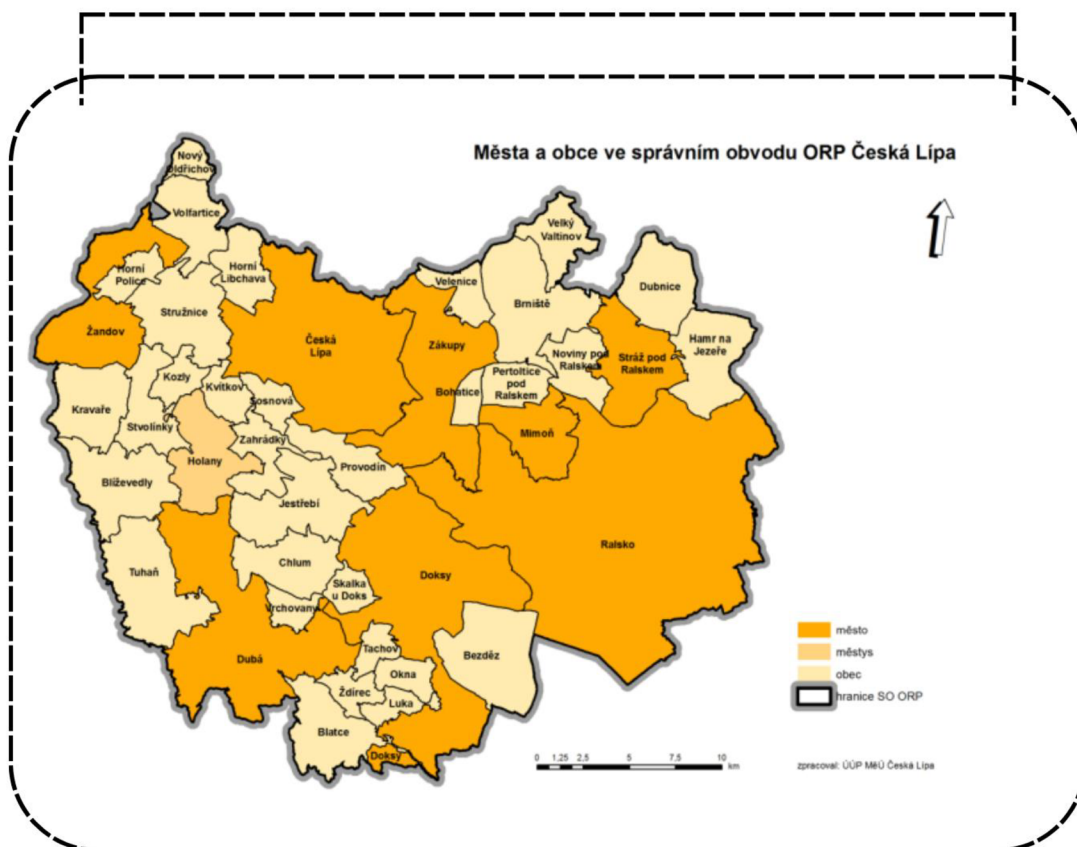 Města a obce ve správním obvodu ORP Česká Lípa
Nový
Oldřichov
Volfartice
Velký
Valtinov
Horní
Police
Horní
Libchava
Velenice
Dubnice
Brniště
Stružnice
Žandov
Česká
Lípa
Zákupy
Noviny pod
Ralskem
Stráž pod
Ralskem
Hamr na
Jezeře
Kozly
Kvítkov
Sosnová
Bohatice
Pertoltice
pod
Ralskem
Kravaře
Stvolínky
Zahrádky
Mimoň
Holany
Provodín
Blíževedly
Jestřebí
Ralsko
Tuhaň
Chlum
Skalka
u Doks
Doksy
Vrchovany
Dubá
Tachov
Bezděz
Okna
Ždírec
Luka
Blatce
Doksy
město
městys
obec
hranice SO ORP
0 1,25 2,5 5 7,5 10
km
zpracoval: ÚÚP MěÚ Česká Lípa